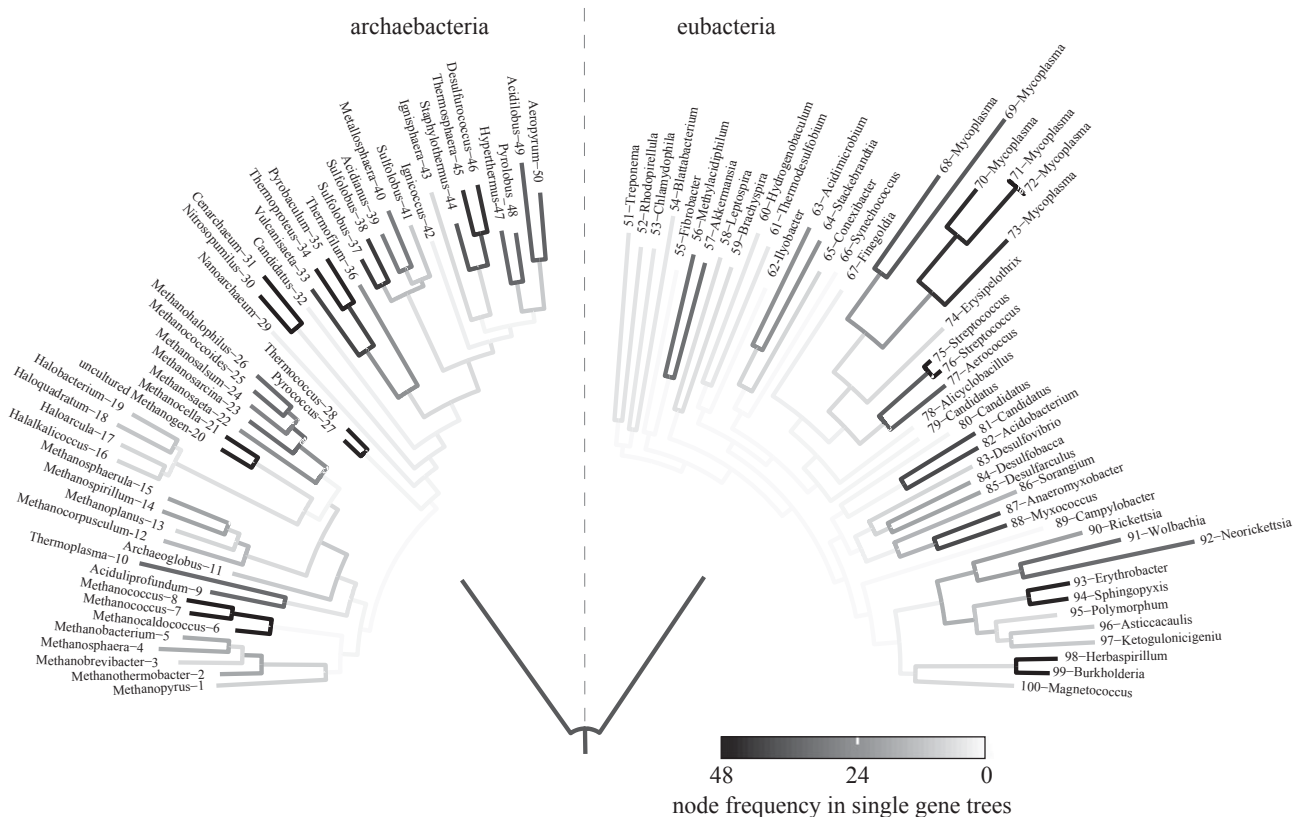 archaebacteria
eubacteria
Methanopyrus–1
Methanothermobacter–2
Methanobrevibacter–3
Methanosphaera–4
Methanobacterium–5
Methanocaldococcus–6
Methanococcus–7
Methanococcus–8
Aciduliprofundum–9
Thermoplasma–10
Archaeoglobus–11
Methanocorpusculum–12
Methanoplanus–13
Methanospirillum–14
Methanosphaerula–15
Halalkalicoccus–16
Haloarcula–17
Haloquadratum–18
Halobacterium–19
uncultured Methanogen–20
Methanocella–21
Methanosaeta–22
Methanosarcina–23
Methanosalsum–24
Methanococcoides–25
Methanohalophilus–26
Pyrococcus–27
Thermococcus–28
Nanoarchaeum–29
Nitrosopumilus–30
Cenarchaeum–31
Candidatus–32
Vulcanisaeta–33
Thermoproteus–34
Pyrobaculum–35
Thermofilum–36
Sulfolobus–37
Sulfolobus–38
Acidianus–39
Metallosphaera–40
Sulfolobus–41
Ignicoccus–42
Ignisphaera–43
Staphylothermus–44
Thermosphaera–45
Desulfurococcus–46
Hyperthermus–47
Pyrolobus–48
Acidilobus–49
Aeropyrum–50
51–Treponema
52–Rhodopirellula
53–Chlamydophila
54–Blattabacterium
55–Fibrobacter
56–Methylacidiphilum
57–Akkermansia
58–Leptospira
59–Brachyspira
60–Hydrogenobaculum
61–Thermodesulfobium
62–Ilyobacter
63–Acidimicrobium
64–Stackebrandtia
65–Conexibacter
66–Synechococcus
67–Finegoldia
68–Mycoplasma
69–Mycoplasma
70–Mycoplasma
71–Mycoplasma
72–Mycoplasma
73–Mycoplasma
74–Erysipelothrix
75–Streptococcus
76–Streptococcus
77–Aerococcus
78–Alicyclobacillus
79–Candidatus
80–Candidatus
81–Candidatus
82–Acidobacterium
83–Desulfovibrio
84–Desulfobacca
85–Desulfarculus
86–Sorangium
87–Anaeromyxobacter
88–Myxococcus
89–Campylobacter
90–Rickettsia
91–Wolbachia
92–Neorickettsia
93–Erythrobacter
94–Sphingopyxis
95–Polymorphum
96–Asticcacaulis
97–Ketogulonicigeniu
98–Herbaspirillum
99–Burkholderia
100–Magnetococcus
48 24 0
node frequency in single gene trees